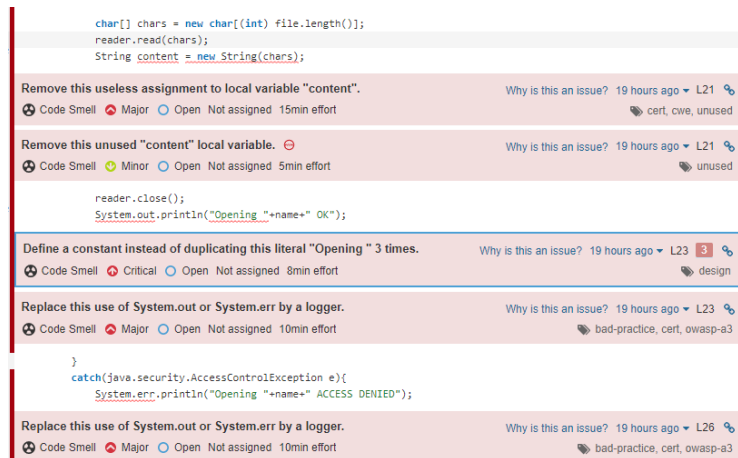 char[] chars = new char[(int) file.length()];
reader.read(chars);
String content = new String(chars);
Remove this useless assignment to local variable "content". Why is this an issue? 19 hours ago L21
Code Smell Major Open Not assigned 15min effort cert, cwe, unused
Remove this unused "content" local variable. Why is this an issue? 19 hours ago L21
Code Smell Minor Open Not assigned 5min effort unused
reader.close();
System.out.println("Opening "+name+" OK");
Define a constant instead of duplicating this literal "Opening " 3 times. Why is this an issue? 19 hours ago L23 3
Code Smell Critical Open Not assigned 8min effort design
Replace this use of System.out or System.err by a logger. Why is this an issue? 19 hours ago L23
Code Smell Major Open Not assigned 10min effort bad-practice, cert, owasp-a3
}
catch(java.security.AccessControlException e){
System.err.println("Opening "+name+" ACCESS DENIED");
Replace this use of System.out or System.err by a logger. Why is this an issue? 19 hours ago L26
Code Smell Major Open Not assigned 10min effort bad-practice, cert, owasp-a3